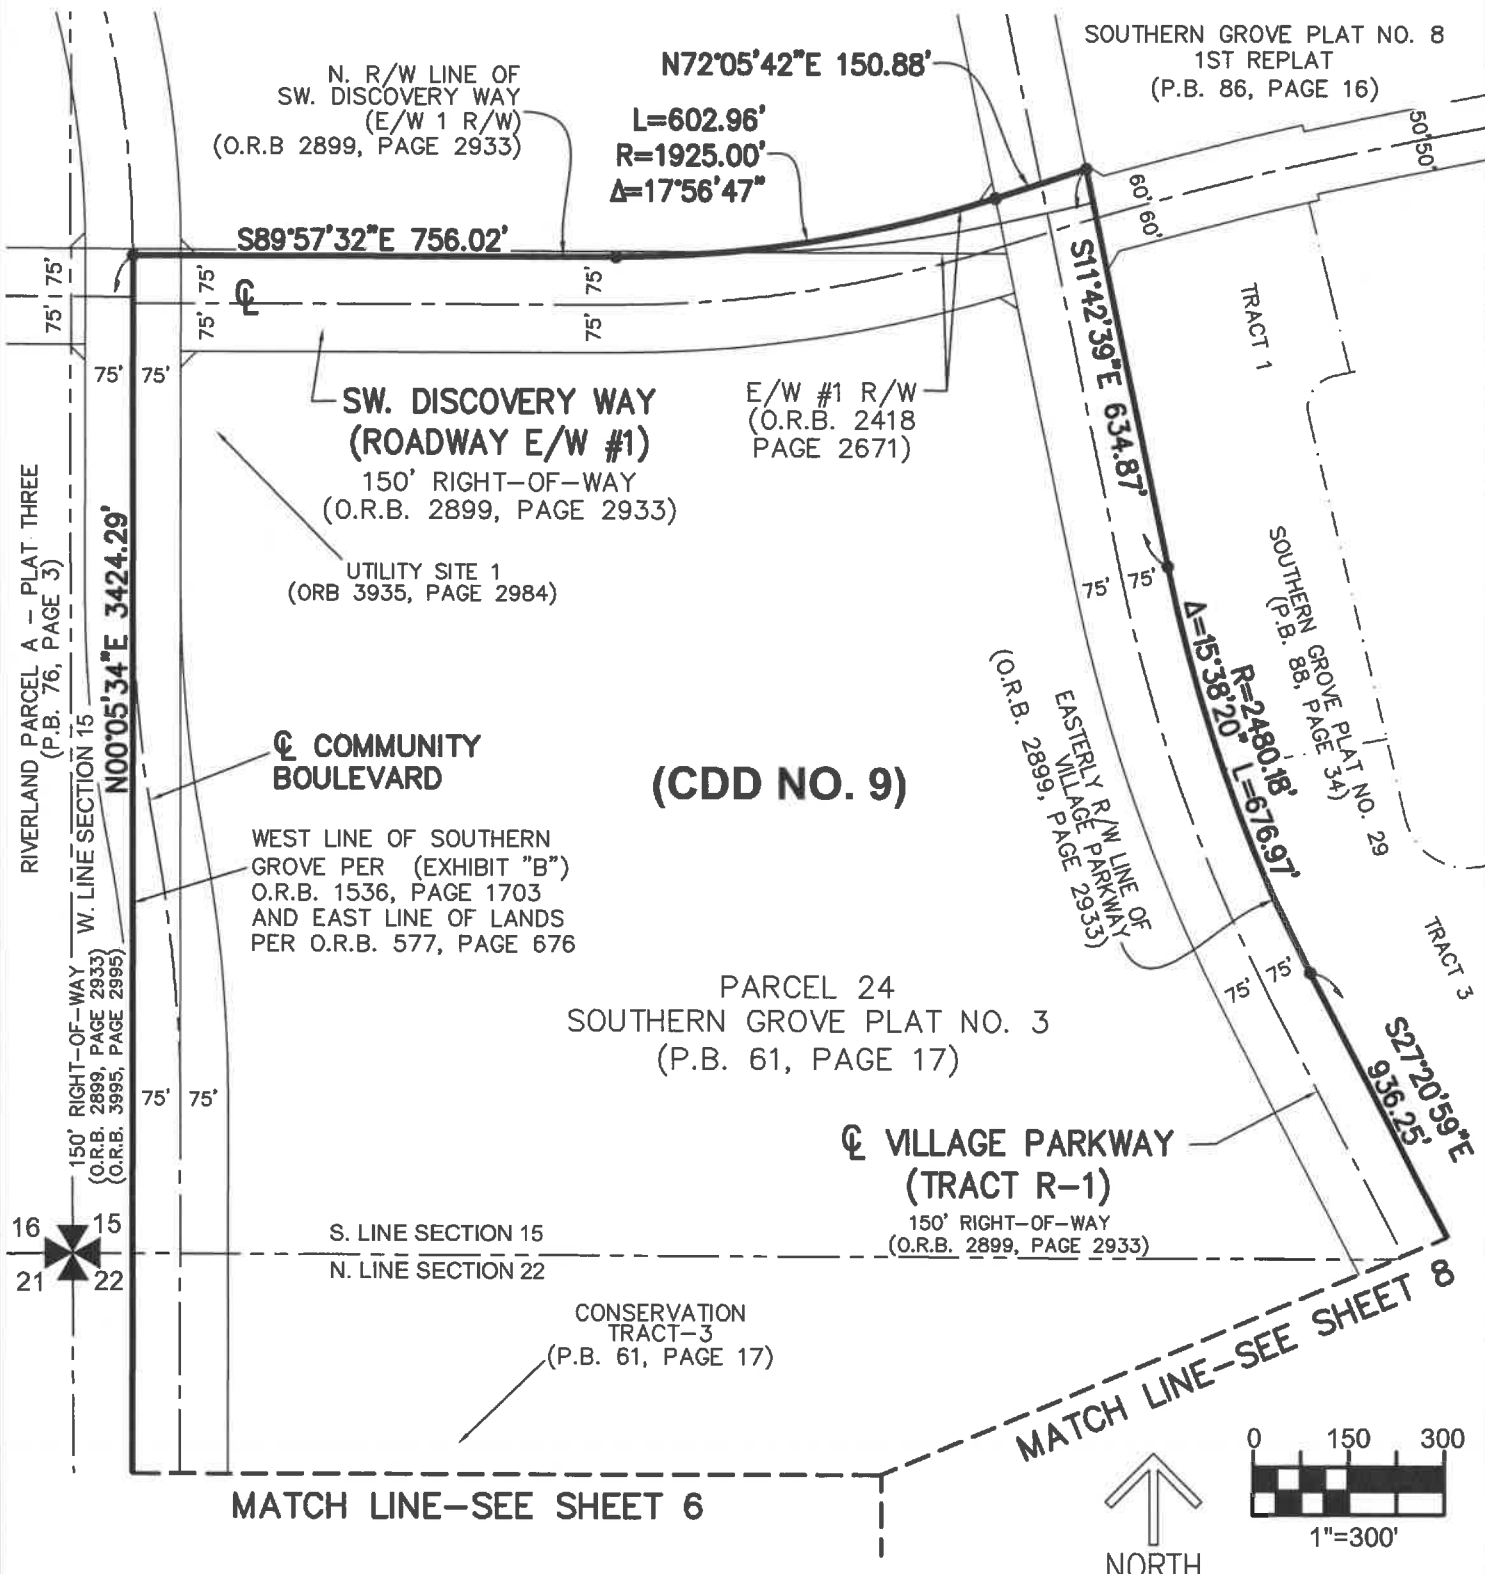 SOUTHERN GROVE PLAT NO. 8
1ST REPLAT
(P.B. 86, PAGE 16)
N. R/W LINE OF
SW. DISCOVERY WAY
(E/W 1 R/W)
(O.R.B 2899, PAGE 2933)
N72°05'42"E 150.88'
L=602.96'
R=1925.00'
Δ=17°56'47"
50'
50'
60'
60'
S89°57'32"E 756.02'
75'
75'
75'
75'
75'
75'
℄
75'
75'
SW. DISCOVERY WAY
(ROADWAY E/W #1)
150' RIGHT-OF-WAY
(O.R.B. 2899, PAGE 2933)
E/W #1 R/W
(O.R.B. 2418
PAGE 2671)
S11°42'39"E 634.87'
TRACT 1
UTILITY SITE 1
(ORB 3935, PAGE 2984)
RIVERLAND PARCEL A - PLAT THREE
(P.B. 76, PAGE 3)
W. LINE SECTION 15
N00°05'34"E 3424.29'
75'
75'
SOUTHERN GROVE PLAT NO. 29
(P.B. 88, PAGE 34)
Δ=15°38'20"
R=2480.18'
L=676.97'
EASTERLY R/W LINE OF
VILLAGE PARKWAY
(O.R.B. 2899, PAGE 2933)
℄ COMMUNITY
BOULEVARD
(CDD NO. 9)
WEST LINE OF SOUTHERN
GROVE PER (EXHIBIT "B")
O.R.B. 1536, PAGE 1703
AND EAST LINE OF LANDS
PER O.R.B. 577, PAGE 676
TRACT 3
75'
75'
PARCEL 24
SOUTHERN GROVE PLAT NO. 3
(P.B. 61, PAGE 17)
150' RIGHT-OF-WAY
(O.R.B. 2899, PAGE 2933)
(O.R.B. 3995, PAGE 2995)
75'
75'
S27°20'59"E
936.25'
℄ VILLAGE PARKWAY
(TRACT R-1)
150' RIGHT-OF-WAY
(O.R.B. 2899, PAGE 2933)
16
15
21
22
S. LINE SECTION 15
N. LINE SECTION 22
CONSERVATION
TRACT-3
(P.B. 61, PAGE 17)
MATCH LINE-SEE SHEET 8
MATCH LINE-SEE SHEET 6
NORTH
0 150 300
1"=300'